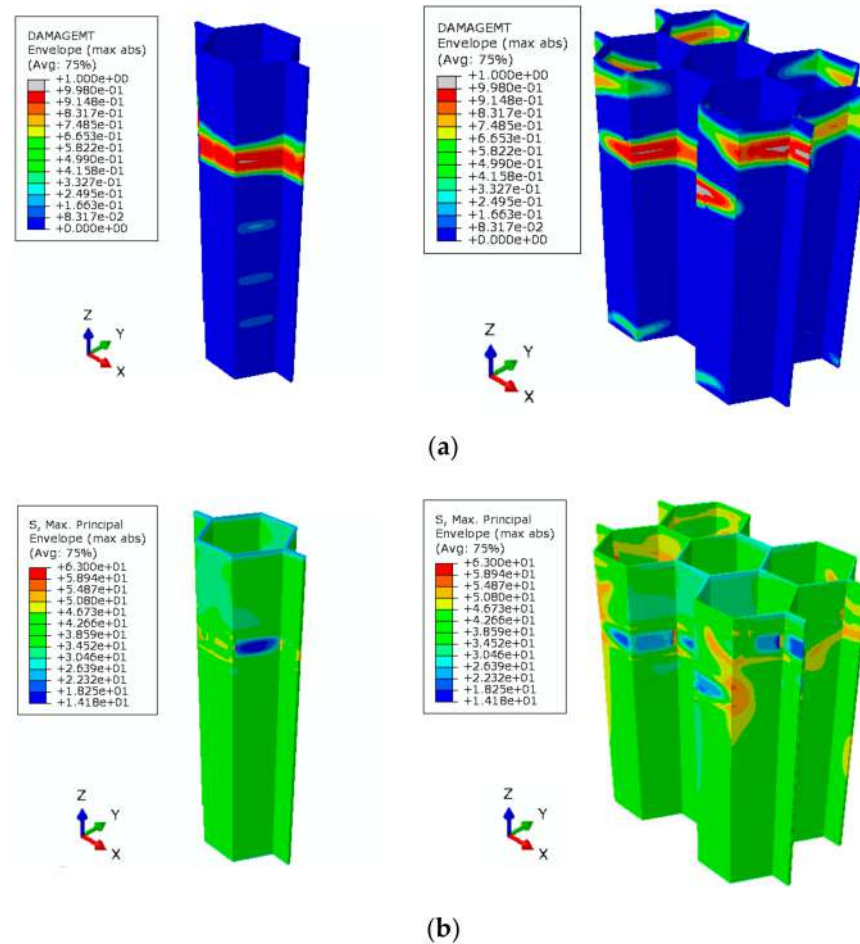 DAMAGEMT
Envelope (max abs)
(Avg: 75%)
+1.000e+00
+9.980e-01
+9.148e-01
+8.317e-01
+7.485e-01
+6.653e-01
+5.822e-01
+4.990e-01
+4.158e-01
+3.327e-01
+2.495e-01
+1.663e-01
+8.317e-02
+0.000e+00
Z
Y
X
DAMAGEMT
Envelope (max abs)
(Avg: 75%)
+1.000e+00
+9.980e-01
+9.148e-01
+8.317e-01
+7.485e-01
+6.653e-01
+5.822e-01
+4.990e-01
+4.158e-01
+3.327e-01
+2.495e-01
+1.663e-01
+8.317e-02
+0.000e+00
Z
Y
X
(a)
S, Max. Principal
Envelope (max abs)
(Avg: 75%)
+6.300e+01
+5.894e+01
+5.487e+01
+5.080e+01
+4.673e+01
+4.266e+01
+3.859e+01
+3.452e+01
+3.046e+01
+2.639e+01
+2.232e+01
+1.825e+01
+1.418e+01
Z
Y
X
S, Max. Principal
Envelope (max abs)
(Avg: 75%)
+6.300e+01
+5.894e+01
+5.487e+01
+5.080e+01
+4.673e+01
+4.266e+01
+3.859e+01
+3.452e+01
+3.046e+01
+2.639e+01
+2.232e+01
+1.825e+01
+1.418e+01
Z
Y
X
(b)